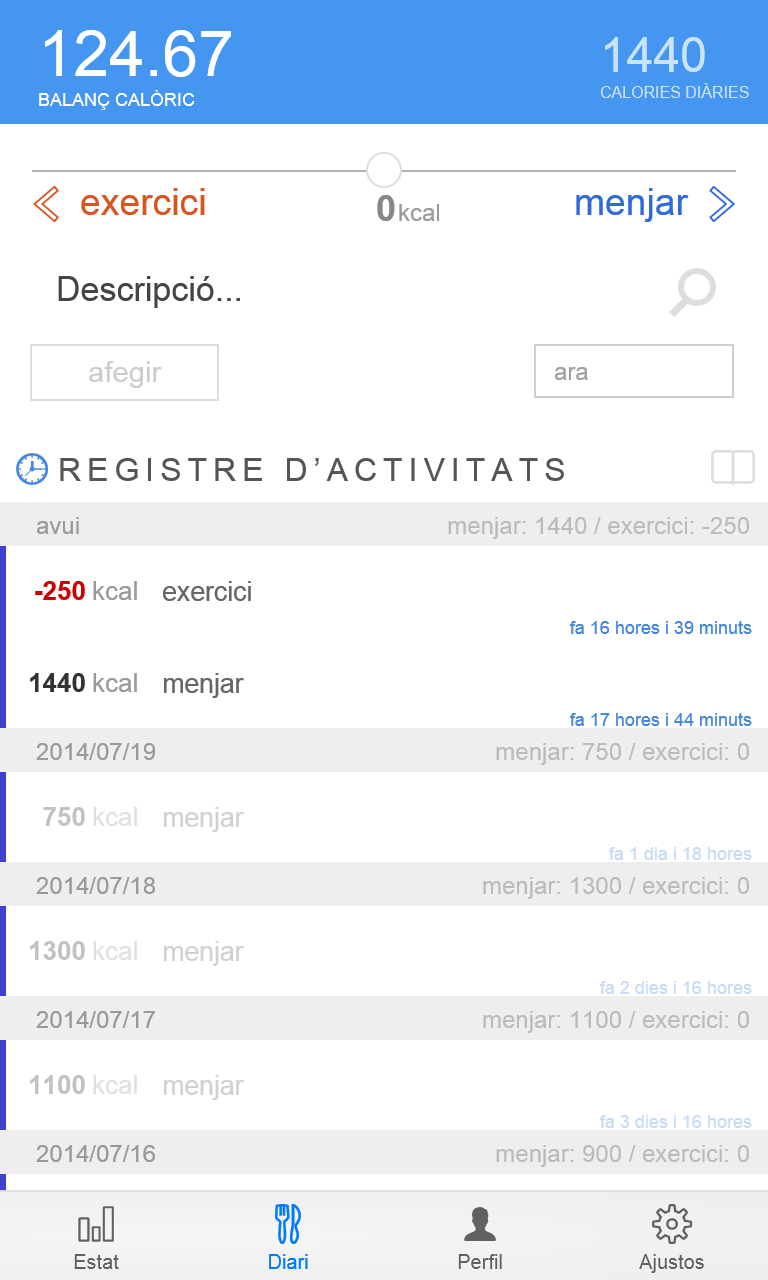 124.67
1440
BALANÇ CALÒRIC
CALORIES DIÀRIES
exercici
0 kcal
menjar
Descripció...
afegir
ara
REGISTRE D’ACTIVITATS
avui
menjar: 1440 / exercici: -250
-250 kcal exercici
fa 16 hores i 39 minuts
1440 kcal menjar
fa 17 hores i 44 minuts
2014/07/19
menjar: 750 / exercici: 0
750 kcal menjar
fa 1 dia i 18 hores
2014/07/18
menjar: 1300 / exercici: 0
1300 kcal menjar
fa 2 dies i 16 hores
2014/07/17
menjar: 1100 / exercici: 0
1100 kcal menjar
fa 3 dies i 16 hores
2014/07/16
menjar: 900 / exercici: 0
Estat
Diari
Perfil
Ajustos